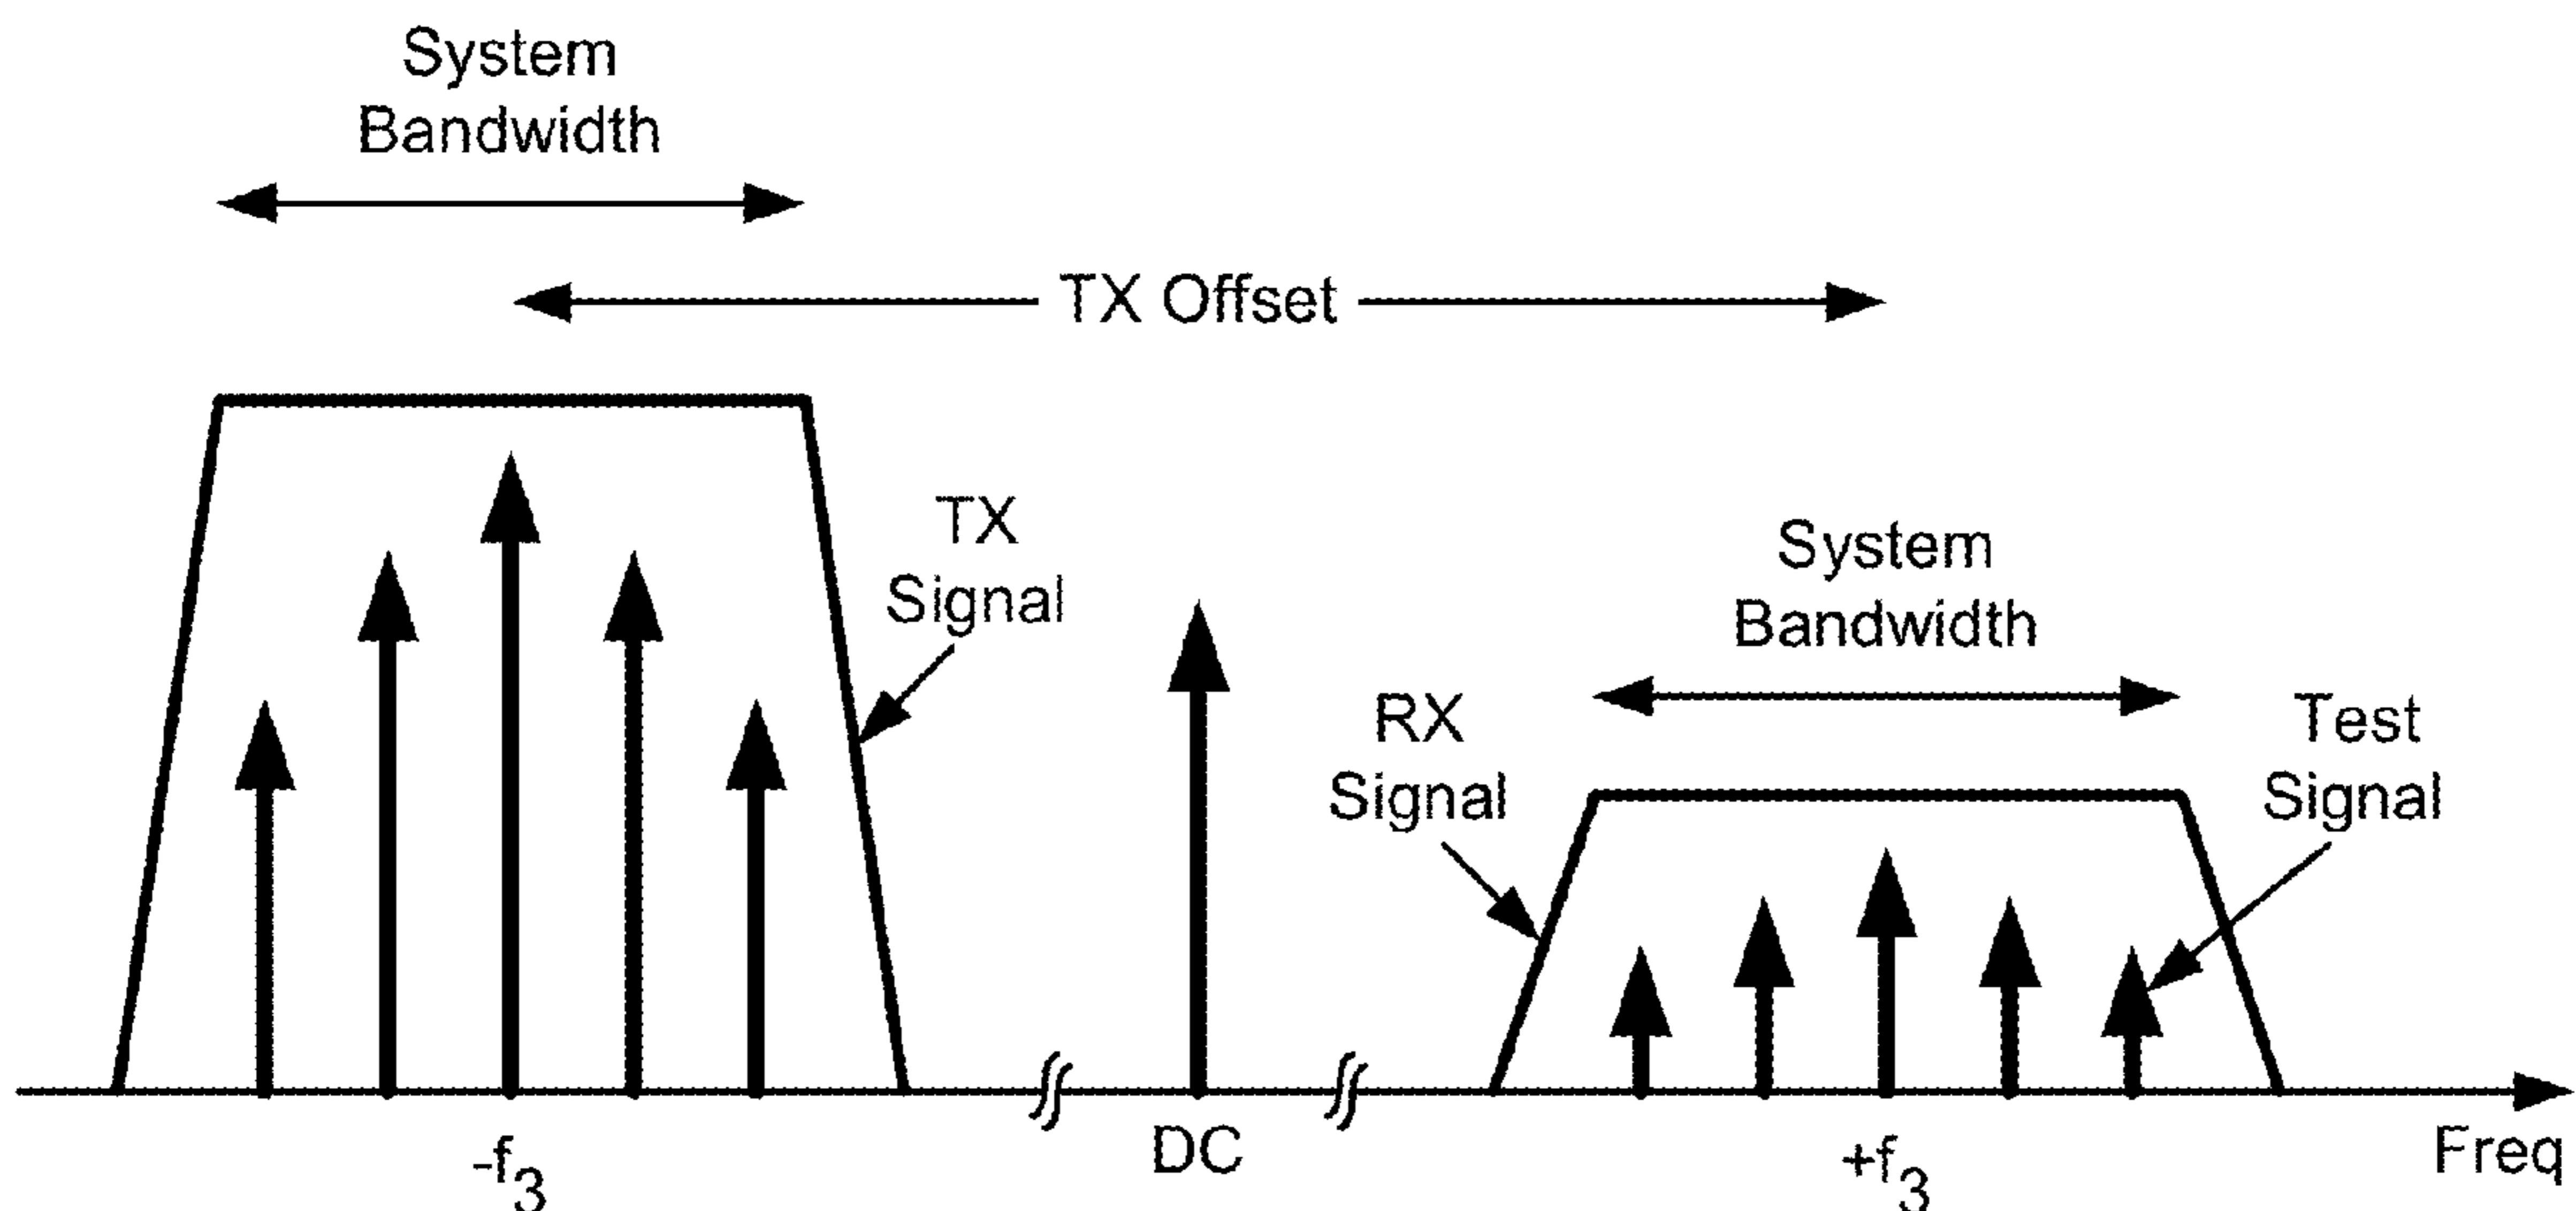 System
Bandwidth
TX Offset
TX
Signal
System
Bandwidth
RX
Signal
Test
Signal
-f3
DC
+f3
Freq